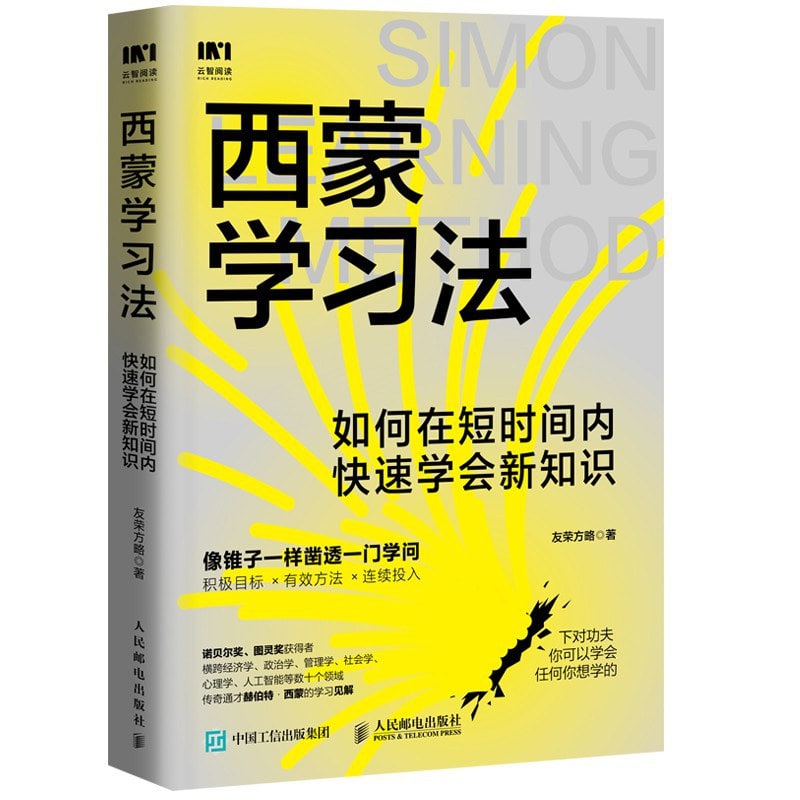 云智阅读
RICH READING
西蒙学习法
如何在短时间内
快速学会新知识
友荣方略◎著
人民邮电出版社
云智阅读
RICH READING
SIMON
LEARNING
METHOD
西蒙
学习法
如何在短时间内
快速学会新知识
友荣方略◎著
像锥子一样凿透一门学问
积极目标 × 有效方法 × 连续投入
诺贝尔奖、图灵奖获得者
横跨经济学、政治学、管理学、社会学、
心理学、人工智能等数十个领域
传奇通才赫伯特·西蒙的学习见解
下对功夫
你可以学会
任何你想学的
中国工信出版集团
人民邮电出版社
POSTS & TELECOM PRESS